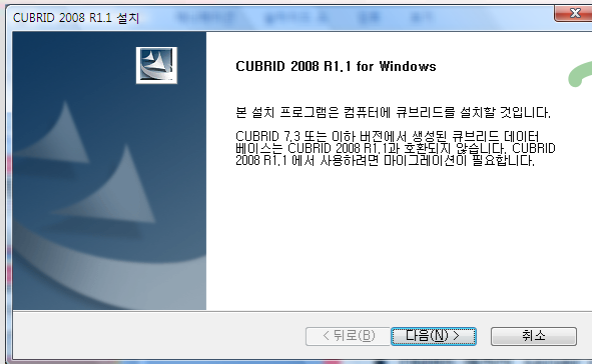 CUBRID 2008 R1.1 설치
CUBRID 2008 R1.1 for Windows
본 설치 프로그램은 컴퓨터에 큐브리드를 설치할 것입니다.
CUBRID 7.3 또는 이하 버전에서 생성된 큐브리드 데이터
베이스는 CUBRID 2008 R1.1과 호환되지 않습니다. CUBRID
2008 R1.1 에서 사용하려면 마이그레이션이 필요합니다.
< 뒤로(B) 다음(N) > 취소